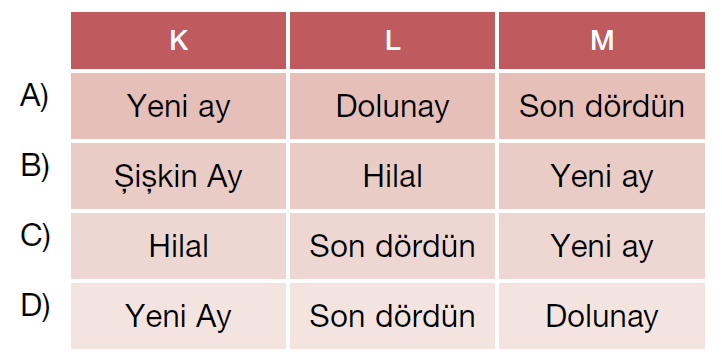 K L M
A) Yeni ay Dolunay Son dördün
B) Şişkin Ay Hilal Yeni ay
C) Hilal Son dördün Yeni ay
D) Yeni Ay Son dördün Dolunay